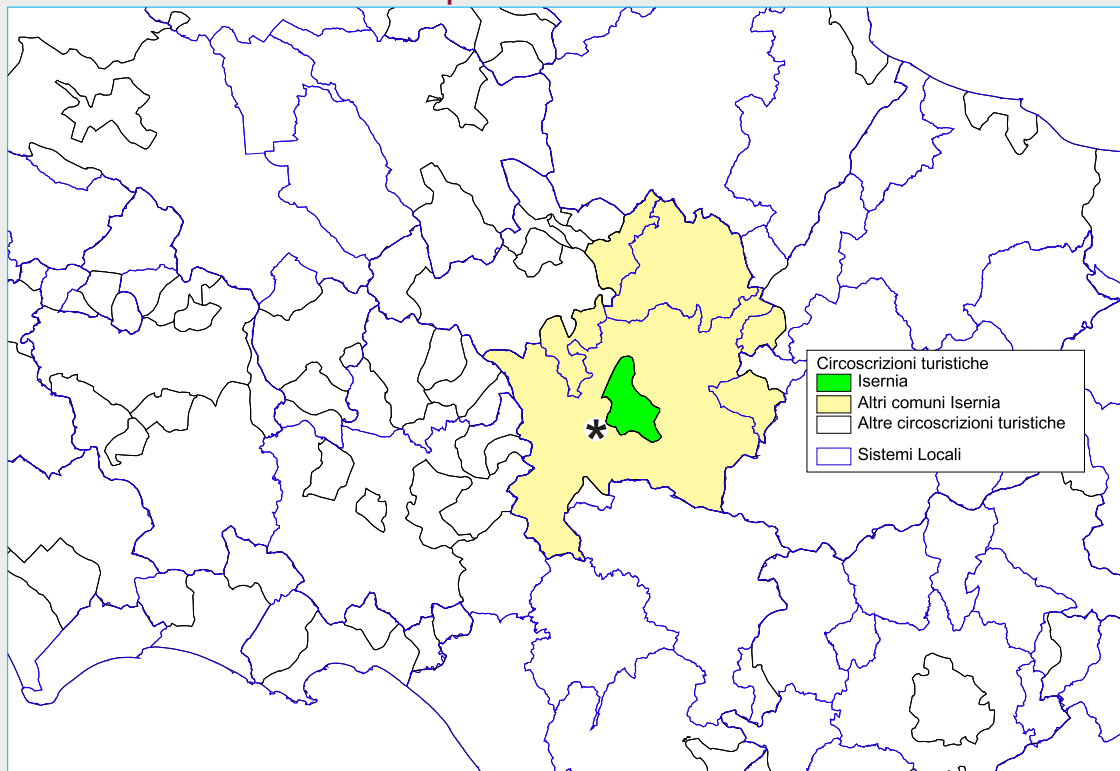 Circoscrizioni turistiche
Isernia
Altri comuni Isernia
Altre circoscrizioni turistiche
Sistemi Locali
*